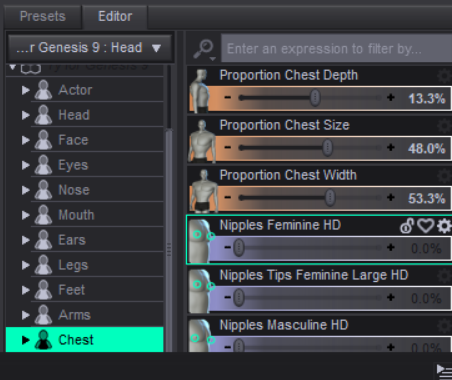 Presets Editor
...r Genesis 9 : Head
Enter an expression to filter by...
Actor
Head
Face
Eyes
Nose
Mouth
Ears
Legs
Feet
Arms
Chest
Proportion Chest Depth
- + 13.3%
Proportion Chest Size
- + 48.0%
Proportion Chest Width
- + 53.3%
Nipples Feminine HD
- + 0.0%
Nipples Tips Feminine Large HD
- + 0.0%
Nipples Masculine HD
- + 0.0%